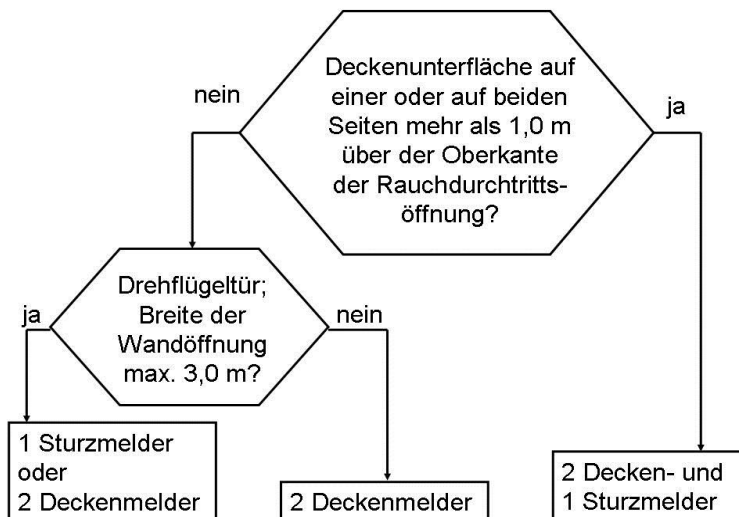 Deckenunterfläche auf
einer oder auf beiden
Seiten mehr als 1,0 m
über der Oberkante
der Rauchdurchtritts-
öffnung?
nein
ja
Drehflügeltür;
Breite der
Wandöffnung
max. 3,0 m?
ja
nein
1 Sturzmelder
oder
2 Deckenmelder
2 Deckenmelder
2 Decken- und
1 Sturzmelder